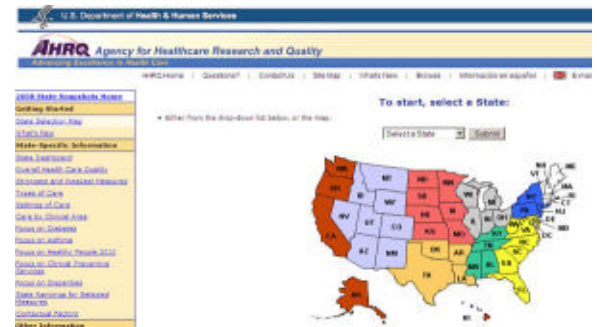 U.S. Department of Health & Human Services
AHRQ Agency for Healthcare Research and Quality
Advancing Excellence in Health Care
AHRQ Home | Questions? | Contact Us | Site Map | What's New | Browse | Información en español | E-mail
2008 State Snapshots Home
Getting Started
State Selection Map
What's New
State-Specific Information
State Dashboard
Overall Health Care Quality
Strongest and Weakest Measures
Types of Care
Settings of Care
Care by Clinical Area
Focus on Diabetes
Focus on Asthma
Focus on Healthy People 2010
Focus on Clinical Preventive
Services
Focus on Disparities
State Rankings for Selected
Measures
Contextual Factors
Other Information
To start, select a State:
Either from the drop-down list below, or the map.
Select a State Submit
WA
MT
ND
MN
OR
ID
WY
SD
WI
MI
NY
VT
NH
ME
MA
RI
CT
NJ
DE
MD
DC
PA
NV
UT
CO
NE
IA
IL
IN
OH
CA
AZ
NM
KS
MO
KY
VA
OK
AR
TN
NC
SC
TX
LA
MS
AL
FL
AK
HI